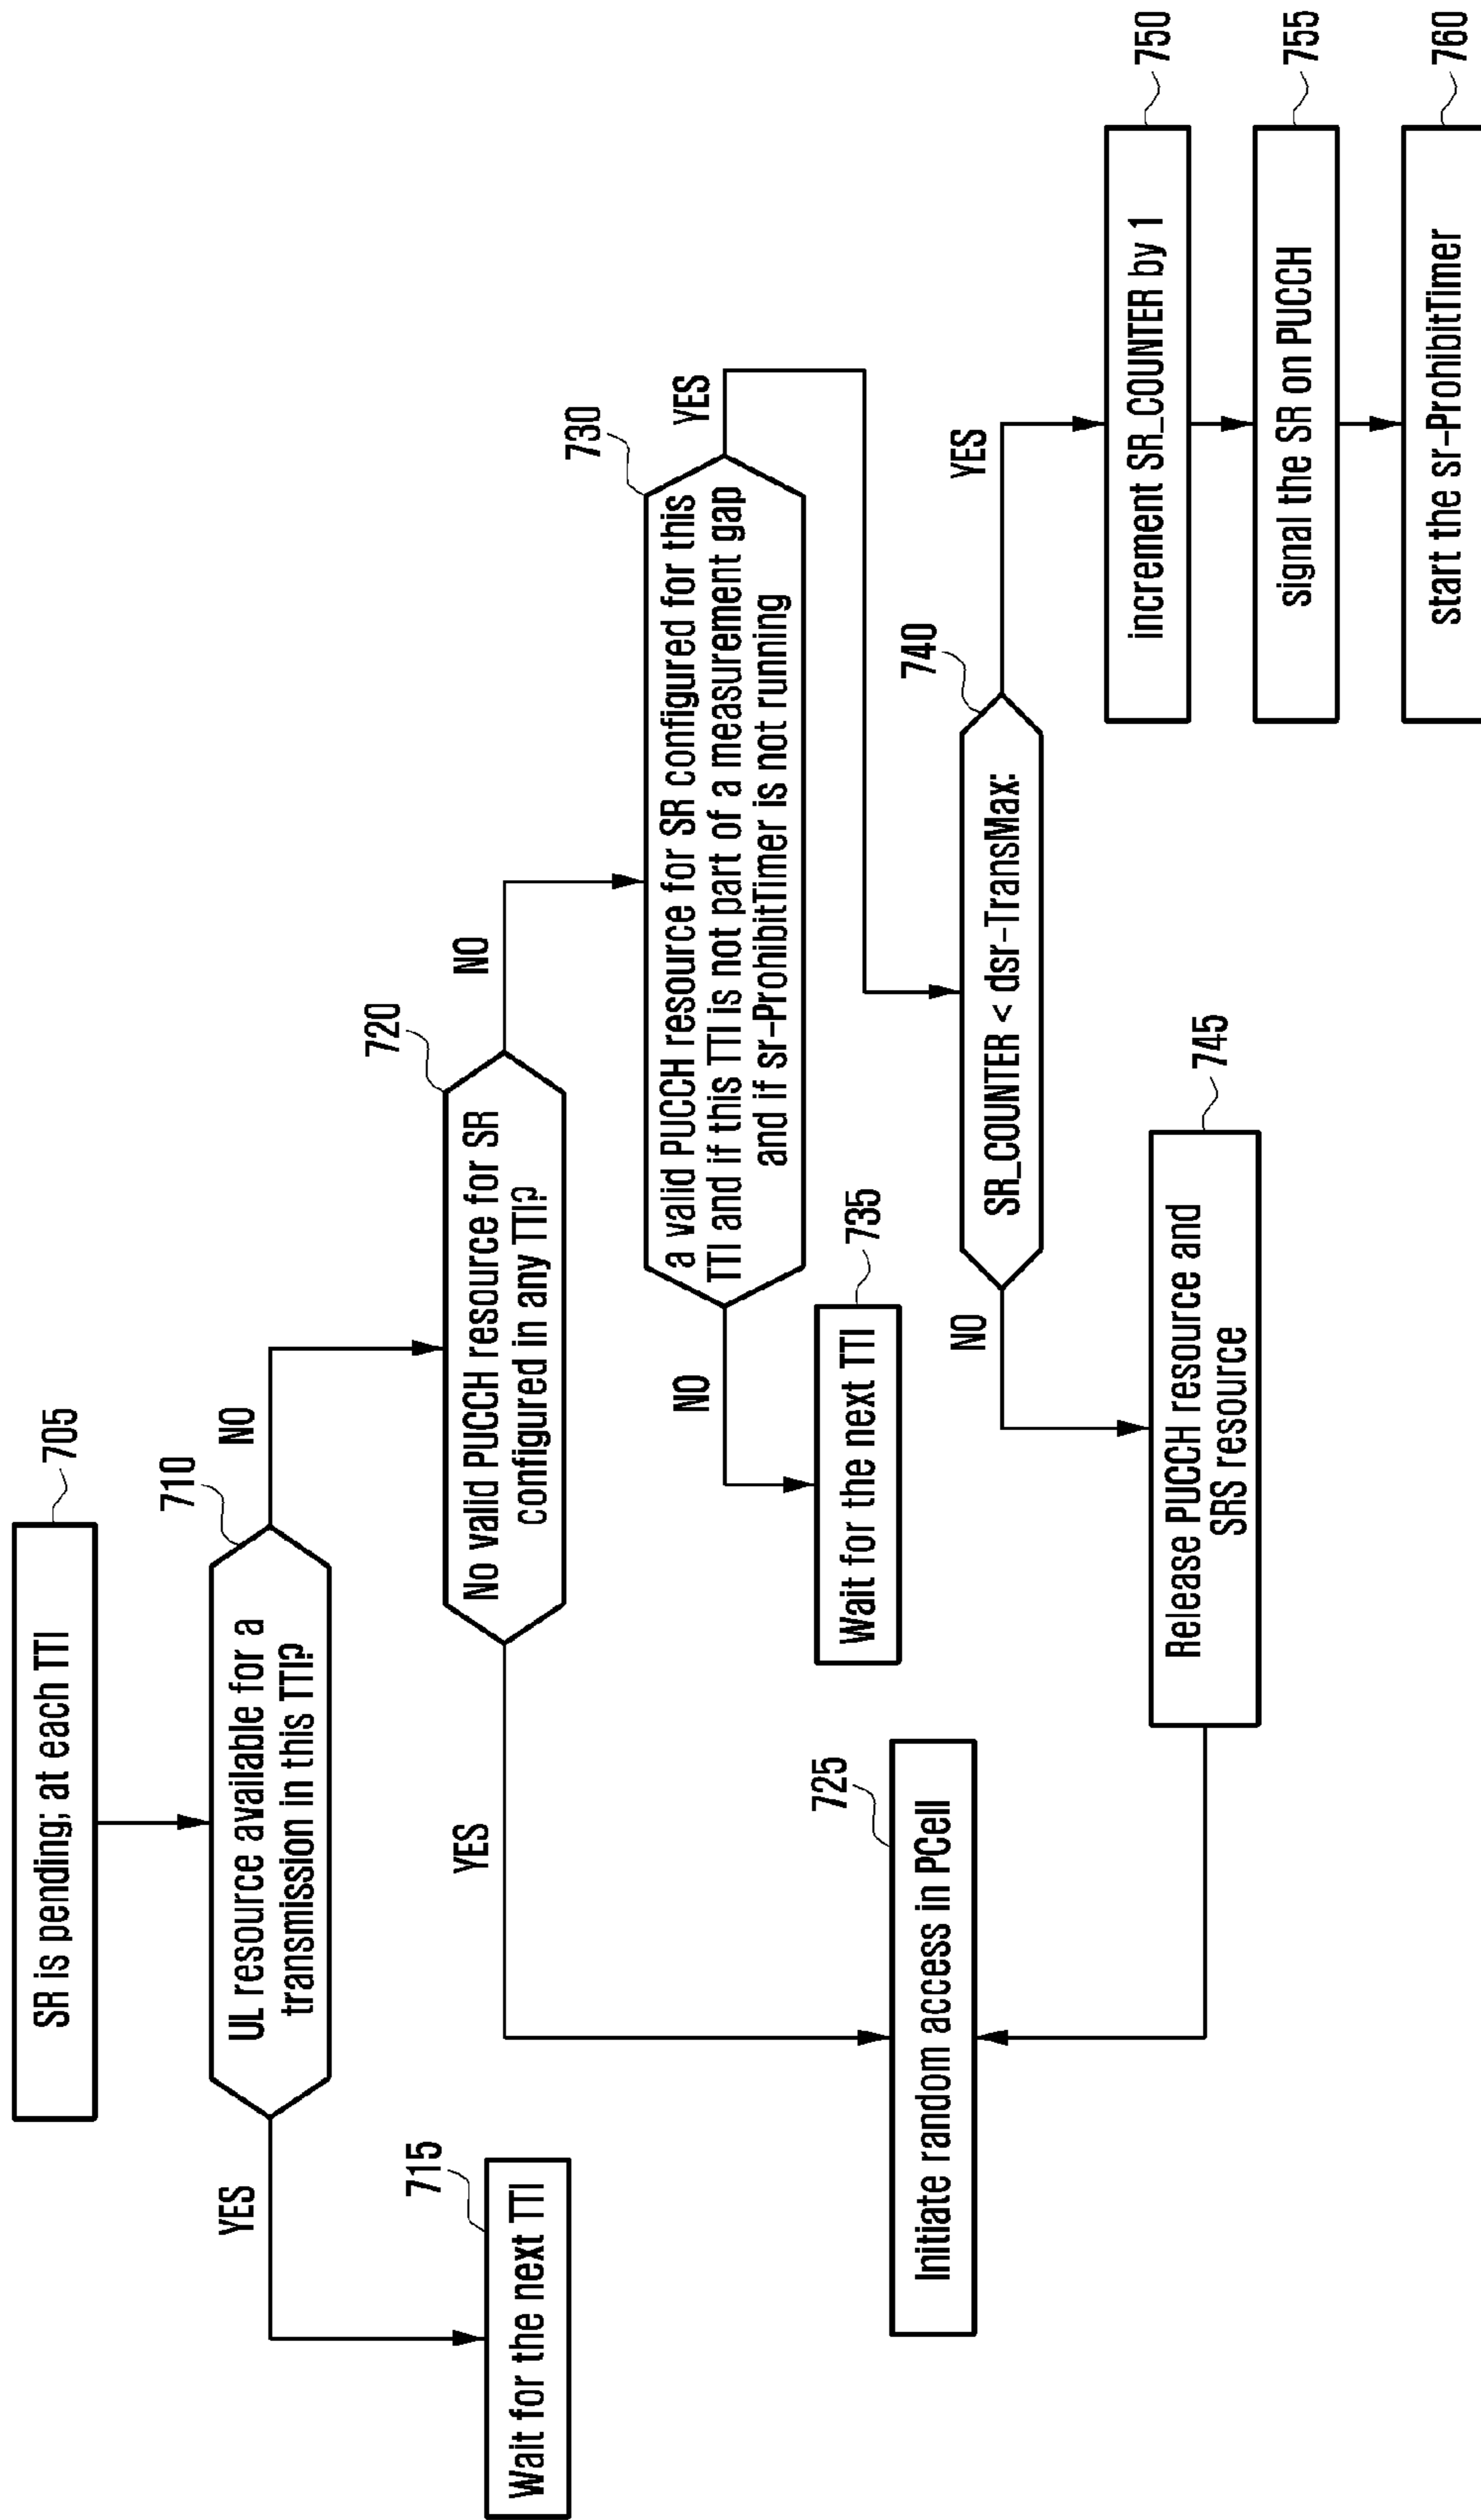 SR is pending; at each TTI
705
710
UL resource available for a
transmission in this TTI?
YES
NO
715
Wait for the next TTI
720
No valid PUCCH resource for SR
configured in any TTI?
YES
NO
730
a valid PUCCH resource for SR configured for this
TTI and if this TTI is not part of a measurement gap
and if sr-ProhibitTimer is not running
NO
YES
735
Wait for the next TTI
725
Initiate random access in PCell
740
SR_COUNTER < dsr-TransMax:
NO
YES
745
Release PUCCH resource and
SRS resource
increment SR_COUNTER by 1
750
signal the SR on PUCCH
755
start the sr-ProhibitTimer
760